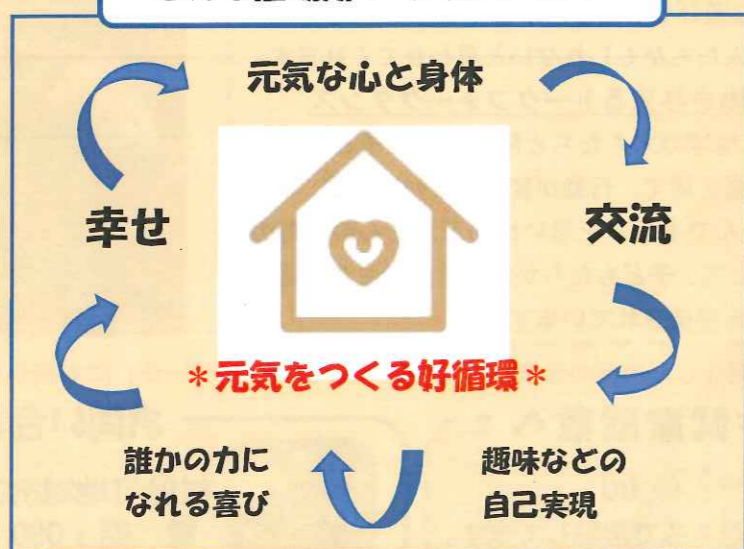 元気な心と身体
幸せ
交流
＊元気をつくる好循環＊
誰かの力に
なれる喜び
趣味などの
自己実現